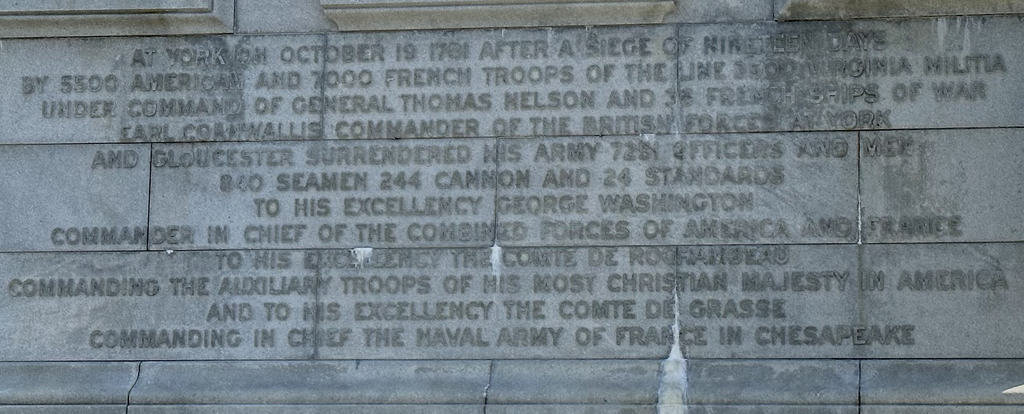 AT YORK ON OCTOBER 19 1781 AFTER A SIEGE OF NINETEEN DAYS
BY 5500 AMERICAN AND 7000 FRENCH TROOPS OF THE LINE 3500 VIRGINIA MILITIA
UNDER COMMAND OF GENERAL THOMAS NELSON AND 36 FRENCH SHIPS OF WAR
EARL CORNWALLIS COMMANDER OF THE BRITISH FORCES AT YORK
AND GLOUCESTER SURRENDERED HIS ARMY 7251 OFFICERS AND MEN
840 SEAMEN 244 CANNON AND 24 STANDARDS
TO HIS EXCELLENCY GEORGE WASHINGTON
COMMANDER IN CHIEF OF THE COMBINED FORCES OF AMERICA AND FRANCE
TO HIS EXCELLENCY THE COMTE DE ROCHAMBEAU
COMMANDING THE AUXILIARY TROOPS OF HIS MOST CHRISTIAN MAJESTY IN AMERICA
AND TO HIS EXCELLENCY THE COMTE DE GRASSE
COMMANDING IN CHIEF THE NAVAL ARMY OF FRANCE IN CHESAPEAKE